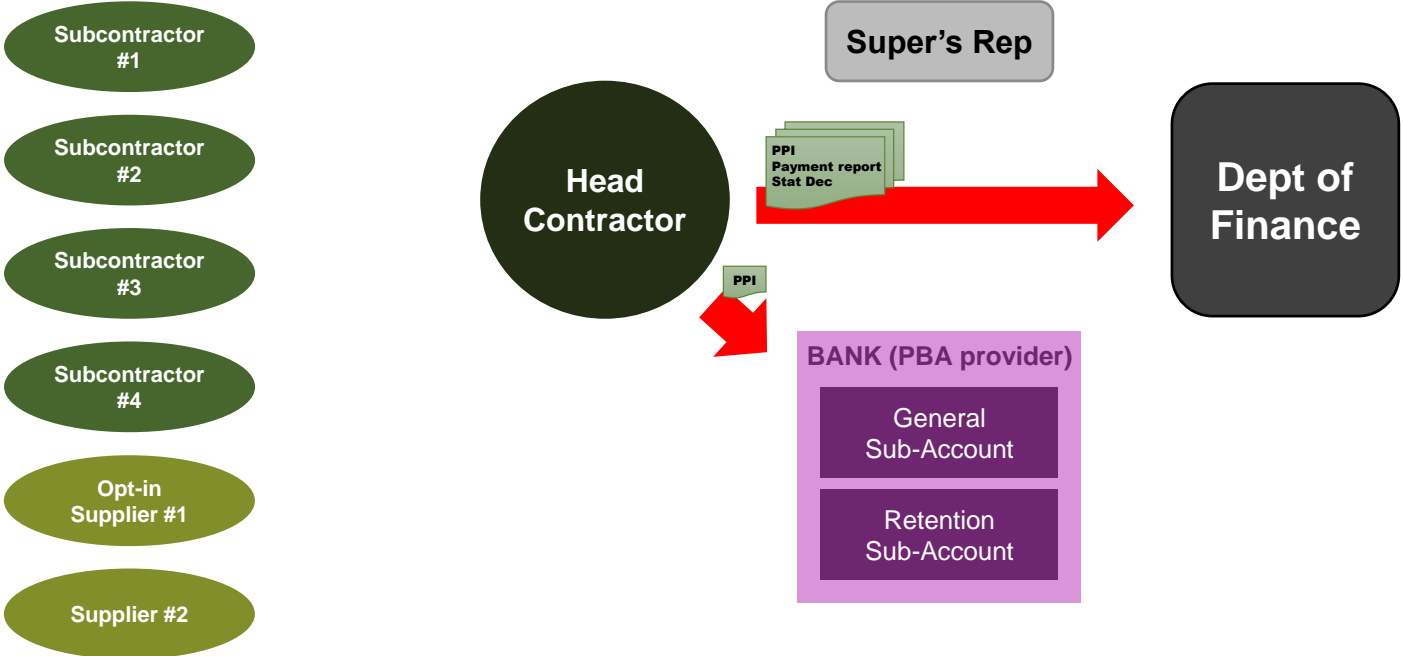 Subcontractor
#1
Subcontractor
#2
Subcontractor
#3
Subcontractor
#4
Opt-in
Supplier #1
Supplier #2
Head
Contractor
Super’s Rep
PPI
Payment report
Stat Dec
PPI
Dept of
Finance
BANK (PBA provider)
General
Sub-Account
Retention
Sub-Account